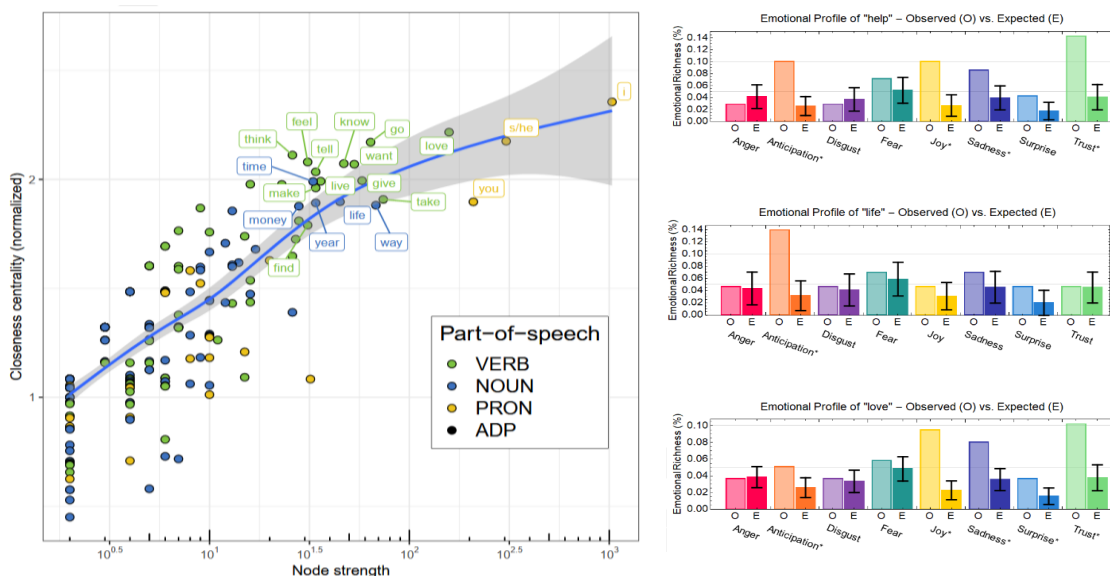 Closeness centrality (normalized)
2
1
think
feel
know
go
tell
want
love
i
s/he
time
you
make
live
give
take
money
life
year
way
find
Part-of-speech
VERB
NOUN
PRON
ADP
10^0.5
10^1
10^1.5
10^2
10^2.5
10^3
Node strength
Emotional Profile of "help" – Observed (O) vs. Expected (E)
Emotional Richness (%)
0.14
0.12
0.10
0.08
0.06
0.04
0.02
0.00
O E O E O E O E O E O E O E O E
Anger Anticipation* Disgust Fear Joy* Sadness* Surprise Trust*
Emotional Profile of "life" – Observed (O) vs. Expected (E)
Emotional Richness (%)
0.14
0.12
0.10
0.08
0.06
0.04
0.02
0.00
O E O E O E O E O E O E O E O E
Anger Anticipation* Disgust Fear Joy Sadness Surprise Trust
Emotional Profile of "love" – Observed (O) vs. Expected (E)
Emotional Richness (%)
0.10
0.08
0.06
0.04
0.02
0.00
O E O E O E O E O E O E O E O E
Anger Anticipation* Disgust Fear Joy* Sadness* Surprise* Trust*